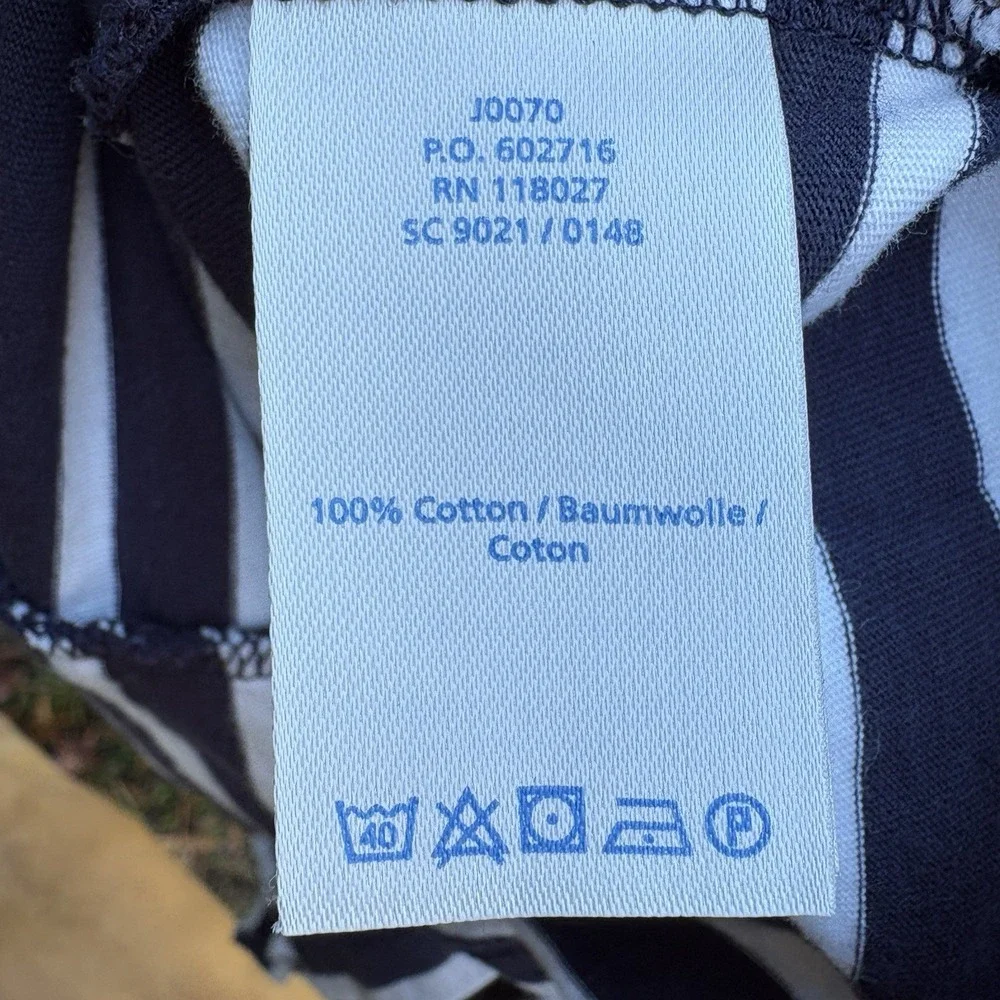 J0070
P.O. 602716
RN 118027
SC 9021 / 0148
100% Cotton / Baumwolle /
Coton
40
P